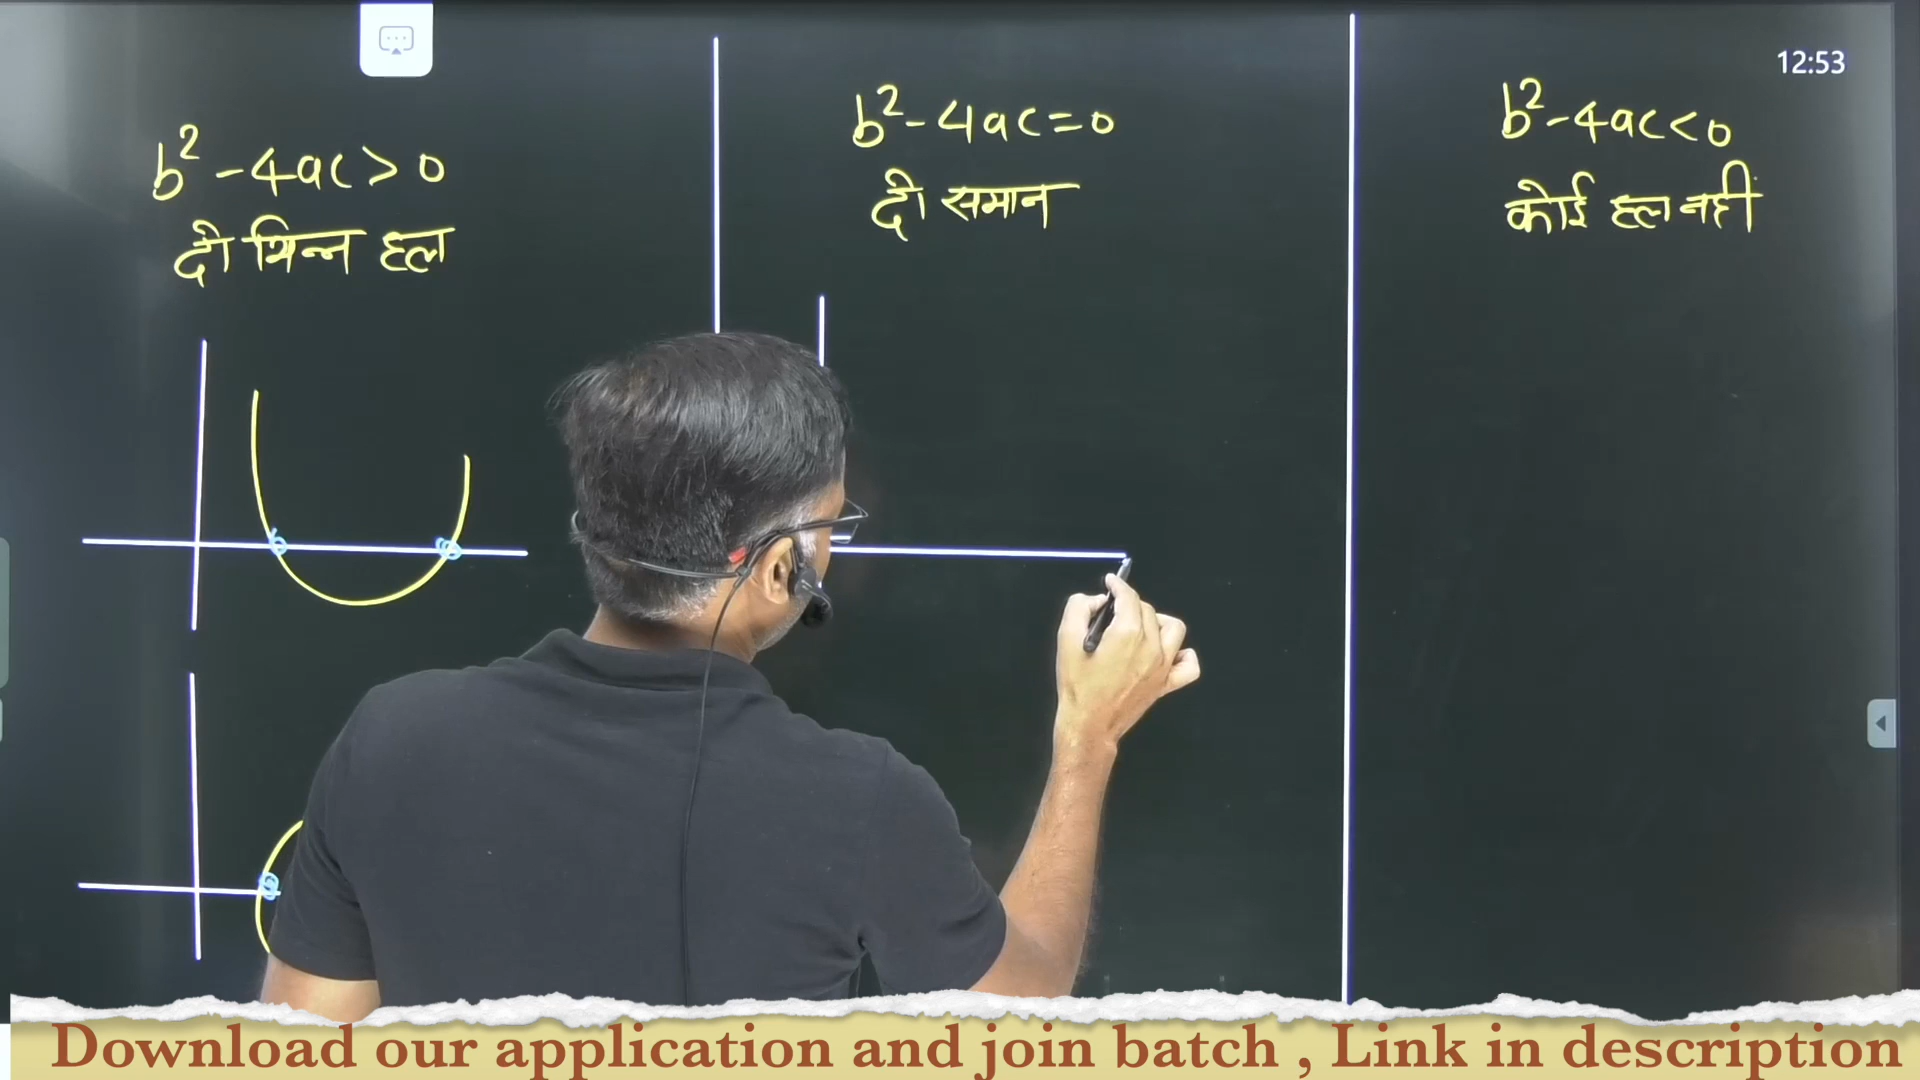 12:53
b²-4ac>0
दो भिन्न हल
b²-4ac=0
दो समान
b²-4ac<0
कोई हल नही
Download our application and join batch , Link in description